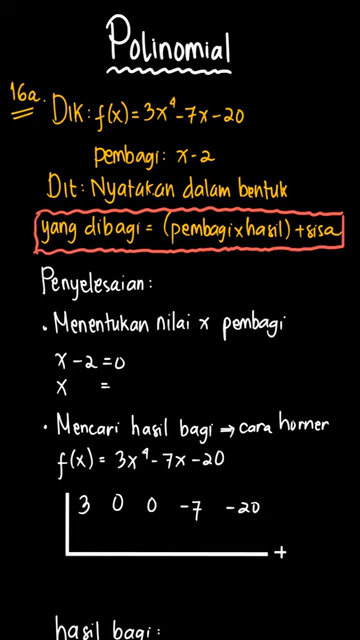 Polinomial
16a. DIK: f(x) = 3x⁴ - 7x - 20
pembagi: x - 2
Dit: Nyatakan dalam bentuk
yang dibagi = (pembagi x hasil) + sisa
Penyelesaian:
• Menentukan nilai x pembagi
x - 2 = 0
x =
• Mencari hasil bagi → cara horner
f(x) = 3x⁴ - 7x - 20
3 0 0 -7 -20
+
hasil bagi: